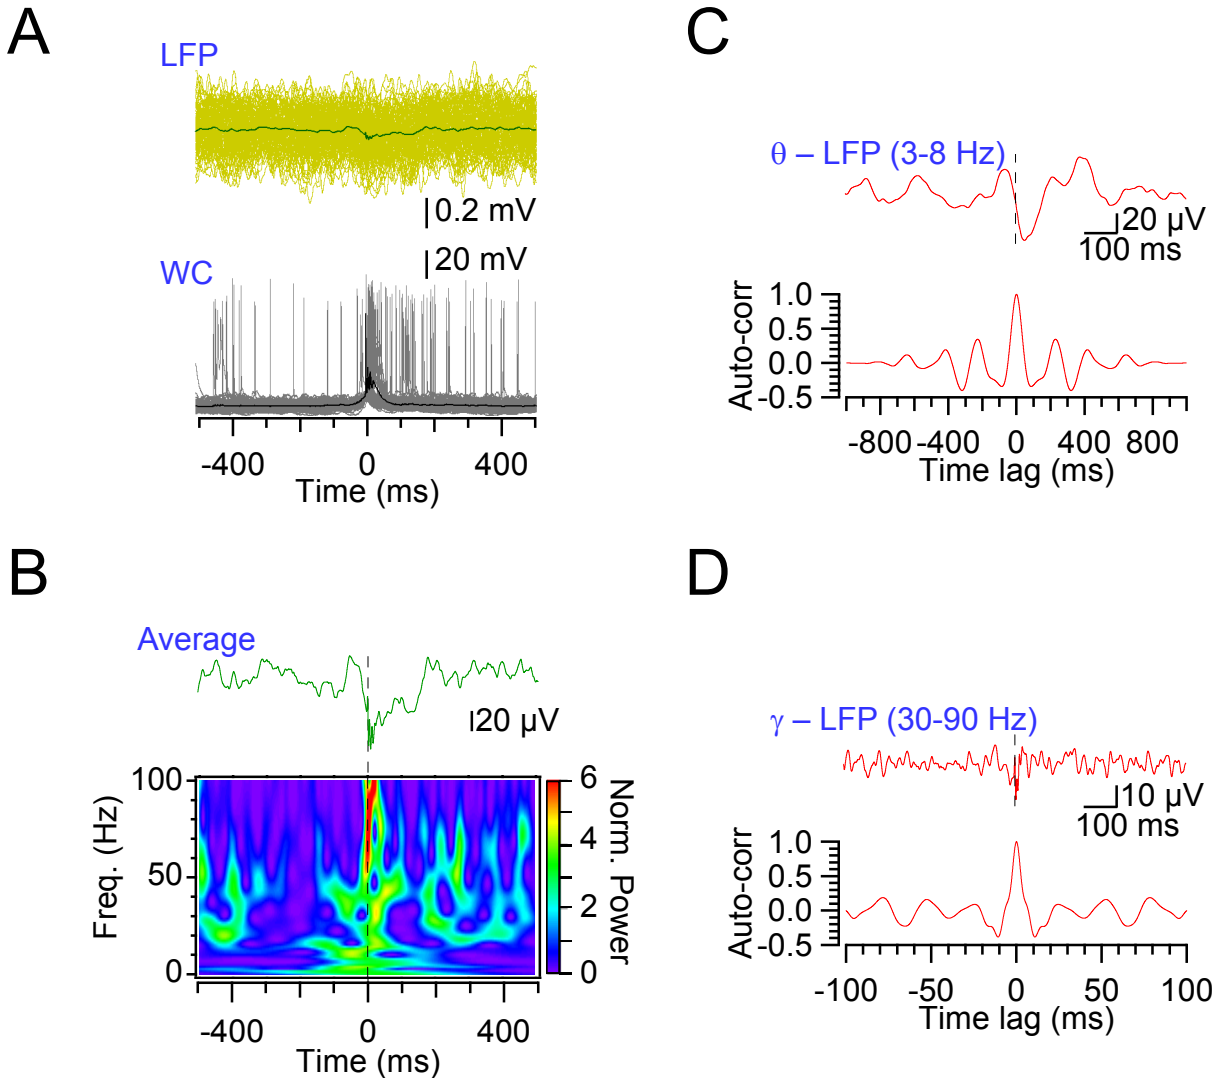 A
LFP
0.2 mV
20 mV
WC
-400 0 400
Time (ms)
B
Average
20 µV
100
50
0
Freq. (Hz)
6
4
2
0
Norm. Power
-400 0 400
Time (ms)
C
θ – LFP (3-8 Hz)
20 µV
100 ms
1.0
0.5
0.0
-0.5
Auto-corr
-800 -400 0 400 800
Time lag (ms)
D
γ – LFP (30-90 Hz)
10 µV
100 ms
1.0
0.5
0.0
-0.5
Auto-corr
-100 -50 0 50 100
Time lag (ms)